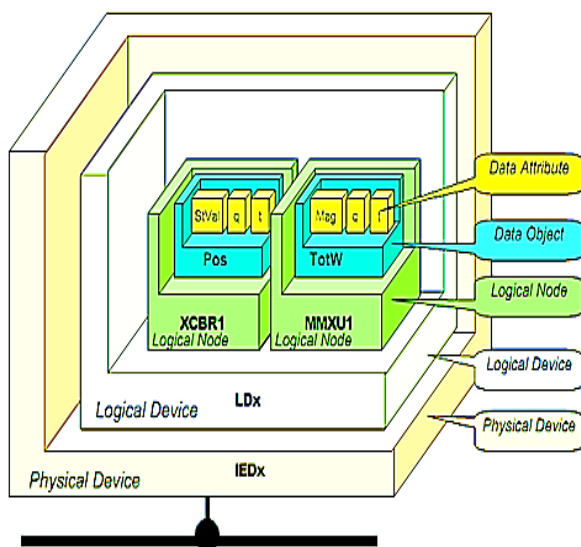 Data Attribute
StVal q t
Mag q t
Data Object
Pos
TotW
Logical Node
XCBR1
Logical Node
MMXU1
Logical Node
Logical Device
Logical Device
LDx
Physical Device
Physical Device
IEDx